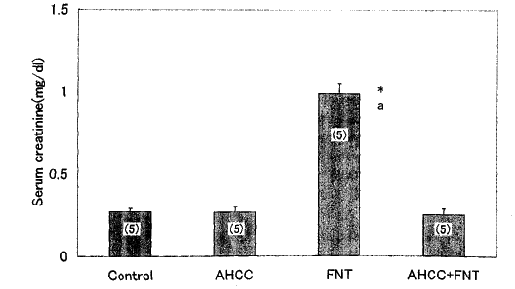 1.5
1
0.5
0
Serum creatinine(mg/dl)
(5)
(5)
(5)
(5)
*
a
Control
AHCC
FNT
AHCC+FNT